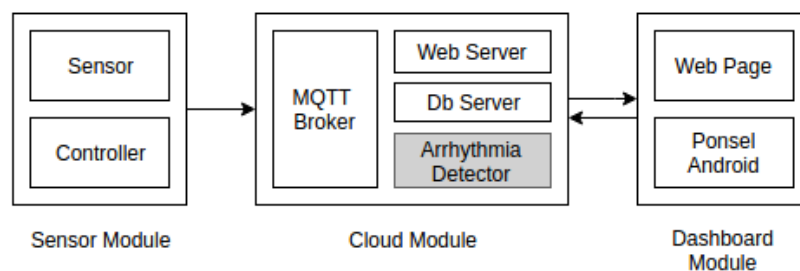 Sensor
Controller
Sensor Module
MQTT
Broker
Web Server
Db Server
Arrhythmia
Detector
Cloud Module
Web Page
Ponsel
Android
Dashboard
Module